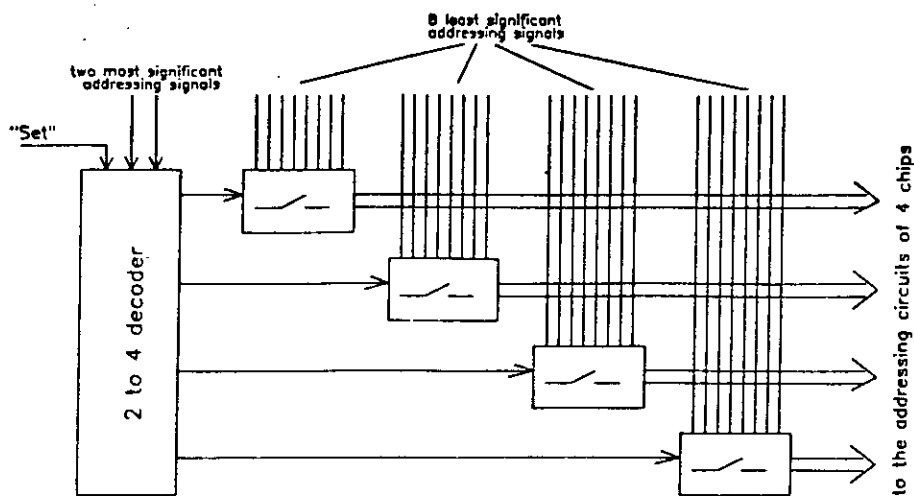 8 least significant
addressing signals
two most significant
addressing signals
"Set"
2 to 4 decoder
to the addressing circuits of 4 chips